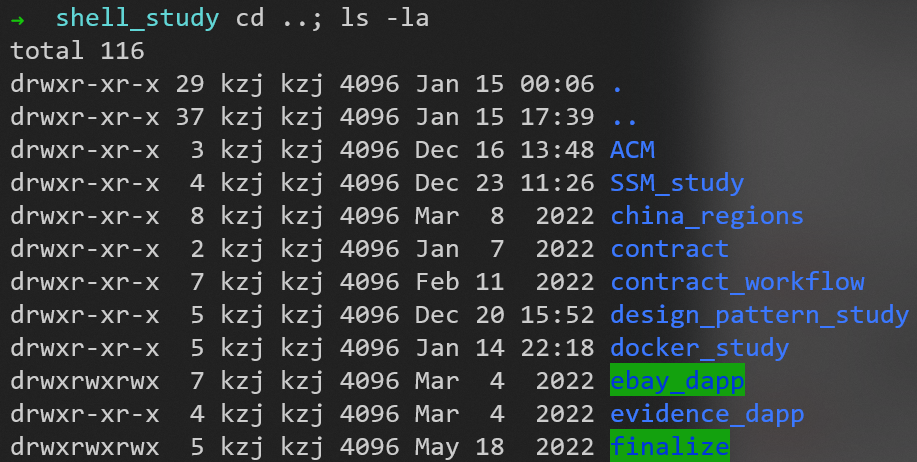 →  shell_study cd ..; ls -la
total 116
drwxr-xr-x 29 kzj kzj 4096 Jan 15 00:06 .
drwxr-xr-x 37 kzj kzj 4096 Jan 15 17:39 ..
drwxr-xr-x  3 kzj kzj 4096 Dec 16 13:48 ACM
drwxr-xr-x  4 kzj kzj 4096 Dec 23 11:26 SSM_study
drwxr-xr-x  8 kzj kzj 4096 Mar  8  2022 china_regions
drwxr-xr-x  2 kzj kzj 4096 Jan  7  2022 contract
drwxr-xr-x  7 kzj kzj 4096 Feb 11  2022 contract_workflow
drwxr-xr-x  5 kzj kzj 4096 Dec 20 15:52 design_pattern_study
drwxr-xr-x  5 kzj kzj 4096 Jan 14 22:18 docker_study
drwxrwxrwx  7 kzj kzj 4096 Mar  4  2022 ebay_dapp
drwxr-xr-x  4 kzj kzj 4096 Mar  4  2022 evidence_dapp
drwxrwxrwx  5 kzj kzj 4096 May 18  2022 finalize